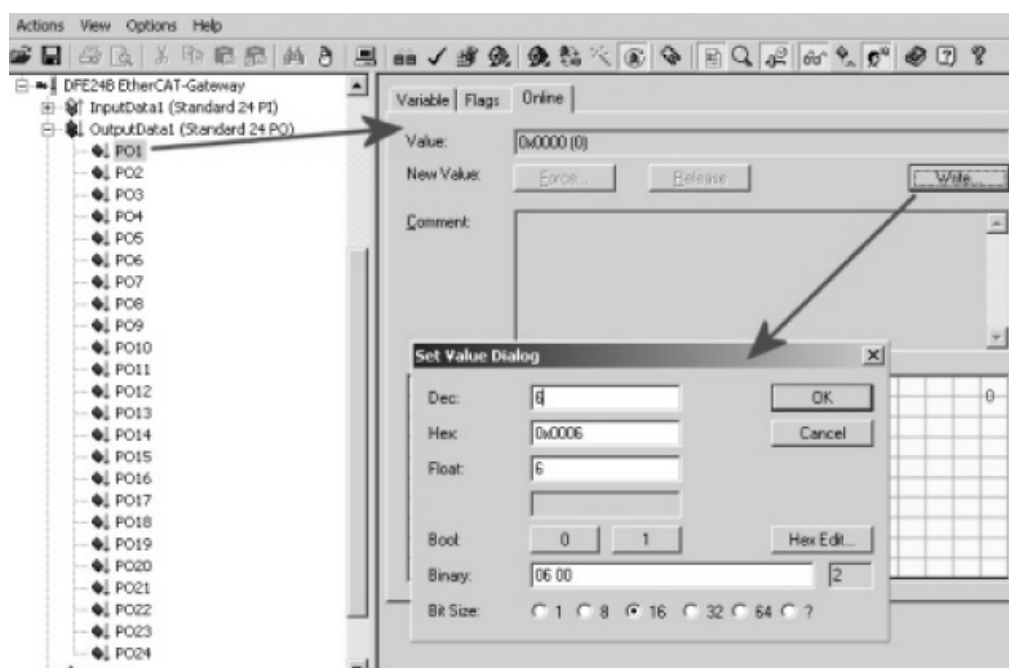 Actions View Options Help
DFE24B EtherCAT-Gateway
InputData1 (Standard 24 PI)
OutputData1 (Standard 24 PO)
PO1
PO2
PO3
PO4
PO5
PO6
PO7
PO8
PO9
PO10
PO11
PO12
PO13
PO14
PO15
PO16
PO17
PO18
PO19
PO20
PO21
PO22
PO23
PO24
Variable Flags Online
Value: 0x0000 (0)
New Value: Force... Release Write...
Comment:
0
Set Value Dialog
Dec: 6 OK
Hex: 0x0006 Cancel
Float: 6
Bool: 0 1 Hex Edit...
Binary: 06 00 2
Bit Size: 1 8 16 32 64 ?